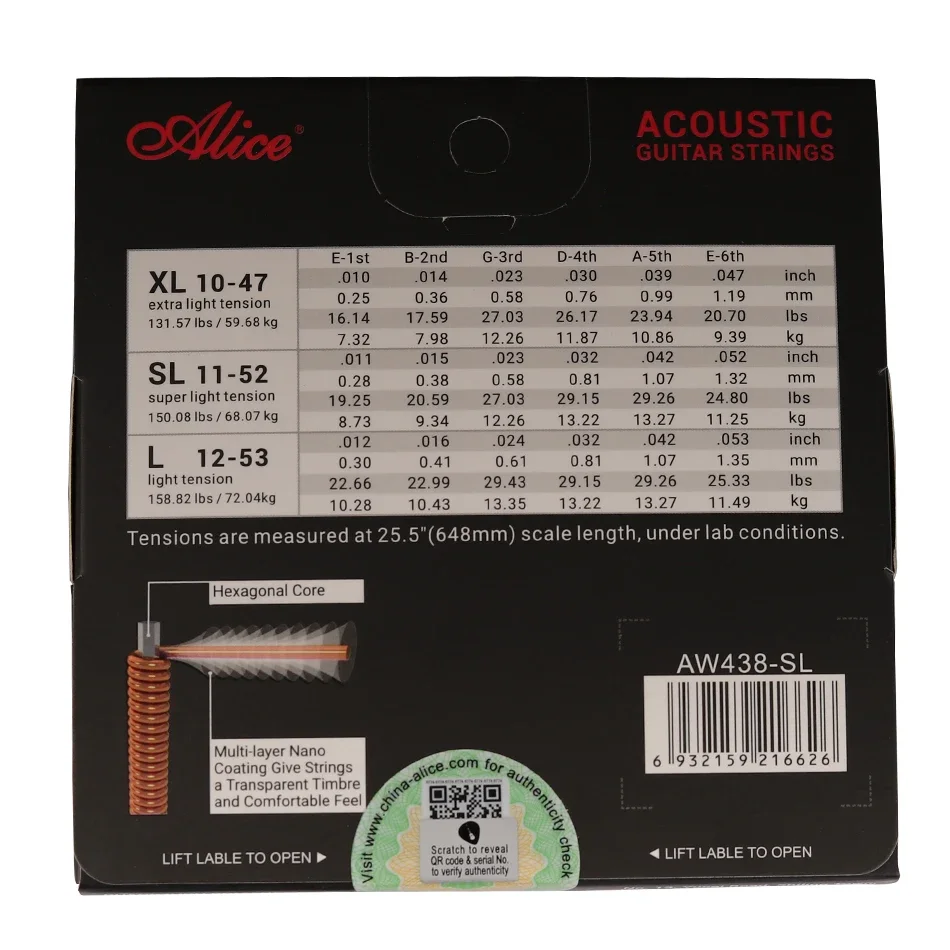 Alice®
ACOUSTIC
GUITAR STRINGS
E-1st B-2nd G-3rd D-4th A-5th E-6th
XL 10-47
extra light tension
131.57 lbs / 59.68 kg
.010 .014 .023 .030 .039 .047 inch
0.25 0.36 0.58 0.76 0.99 1.19 mm
16.14 17.59 27.03 26.17 23.94 20.70 lbs
7.32 7.98 12.26 11.87 10.86 9.39 kg
SL 11-52
super light tension
150.08 lbs / 68.07 kg
.011 .015 .023 .032 .042 .052 inch
0.28 0.38 0.58 0.81 1.07 1.32 mm
19.25 20.59 27.03 29.15 29.26 24.80 lbs
8.73 9.34 12.26 13.22 13.27 11.25 kg
L 12-53
light tension
158.82 lbs / 72.04kg
.012 .016 .024 .032 .042 .053 inch
0.30 0.41 0.61 0.81 1.07 1.35 mm
22.66 22.99 29.43 29.15 29.26 25.33 lbs
10.28 10.43 13.35 13.22 13.27 11.49 kg
Tensions are measured at 25.5"(648mm) scale length, under lab conditions.
Hexagonal Core
Multi-layer Nano
Coating Give Strings
a Transparent Timbre
and Comfortable Feel
AW438-SL
6 932159 216626
Visit www.china-alice.com for authenticity check
Scratch to reveal
QR code & serial No.
to verify authenticity
LIFT LABLE TO OPEN ▶
◀ LIFT LABLE TO OPEN